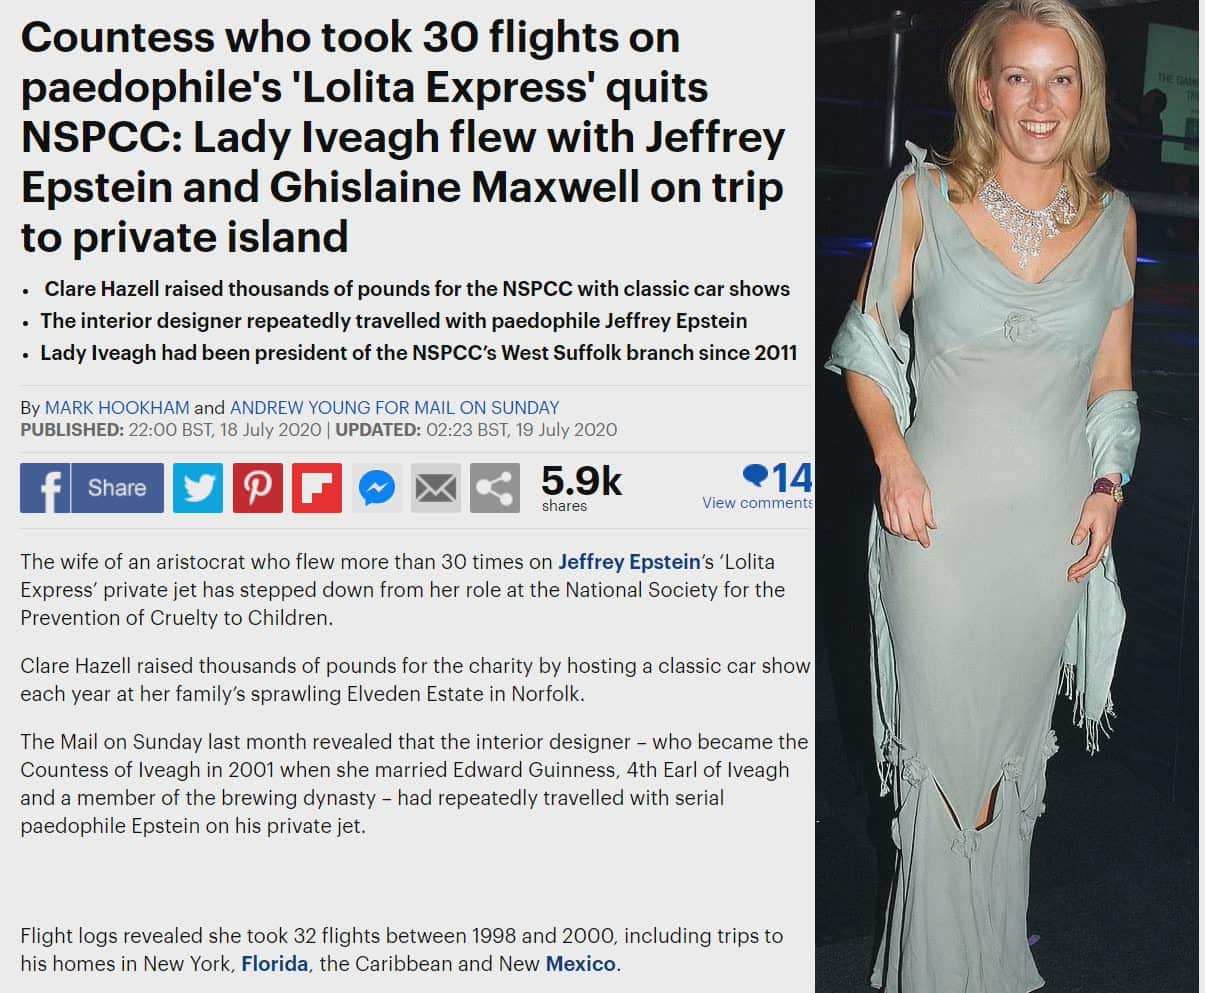 Countess who took 30 flights on
paedophile's 'Lolita Express' quits
NSPCC: Lady Iveagh flew with Jeffrey
Epstein and Ghislaine Maxwell on trip
to private island
• Clare Hazell raised thousands of pounds for the NSPCC with classic car shows
• The interior designer repeatedly travelled with paedophile Jeffrey Epstein
• Lady Iveagh had been president of the NSPCC's West Suffolk branch since 2011
By MARK HOOKHAM and ANDREW YOUNG FOR MAIL ON SUNDAY
PUBLISHED: 22:00 BST, 18 July 2020 | UPDATED: 02:23 BST, 19 July 2020
f Share
5.9k
shares
14
View comments
The wife of an aristocrat who flew more than 30 times on Jeffrey Epstein's 'Lolita
Express' private jet has stepped down from her role at the National Society for the
Prevention of Cruelty to Children.
Clare Hazell raised thousands of pounds for the charity by hosting a classic car show
each year at her family's sprawling Elveden Estate in Norfolk.
The Mail on Sunday last month revealed that the interior designer – who became the
Countess of Iveagh in 2001 when she married Edward Guinness, 4th Earl of Iveagh
and a member of the brewing dynasty – had repeatedly travelled with serial
paedophile Epstein on his private jet.
Flight logs revealed she took 32 flights between 1998 and 2000, including trips to
his homes in New York, Florida, the Caribbean and New Mexico.
THE GAM